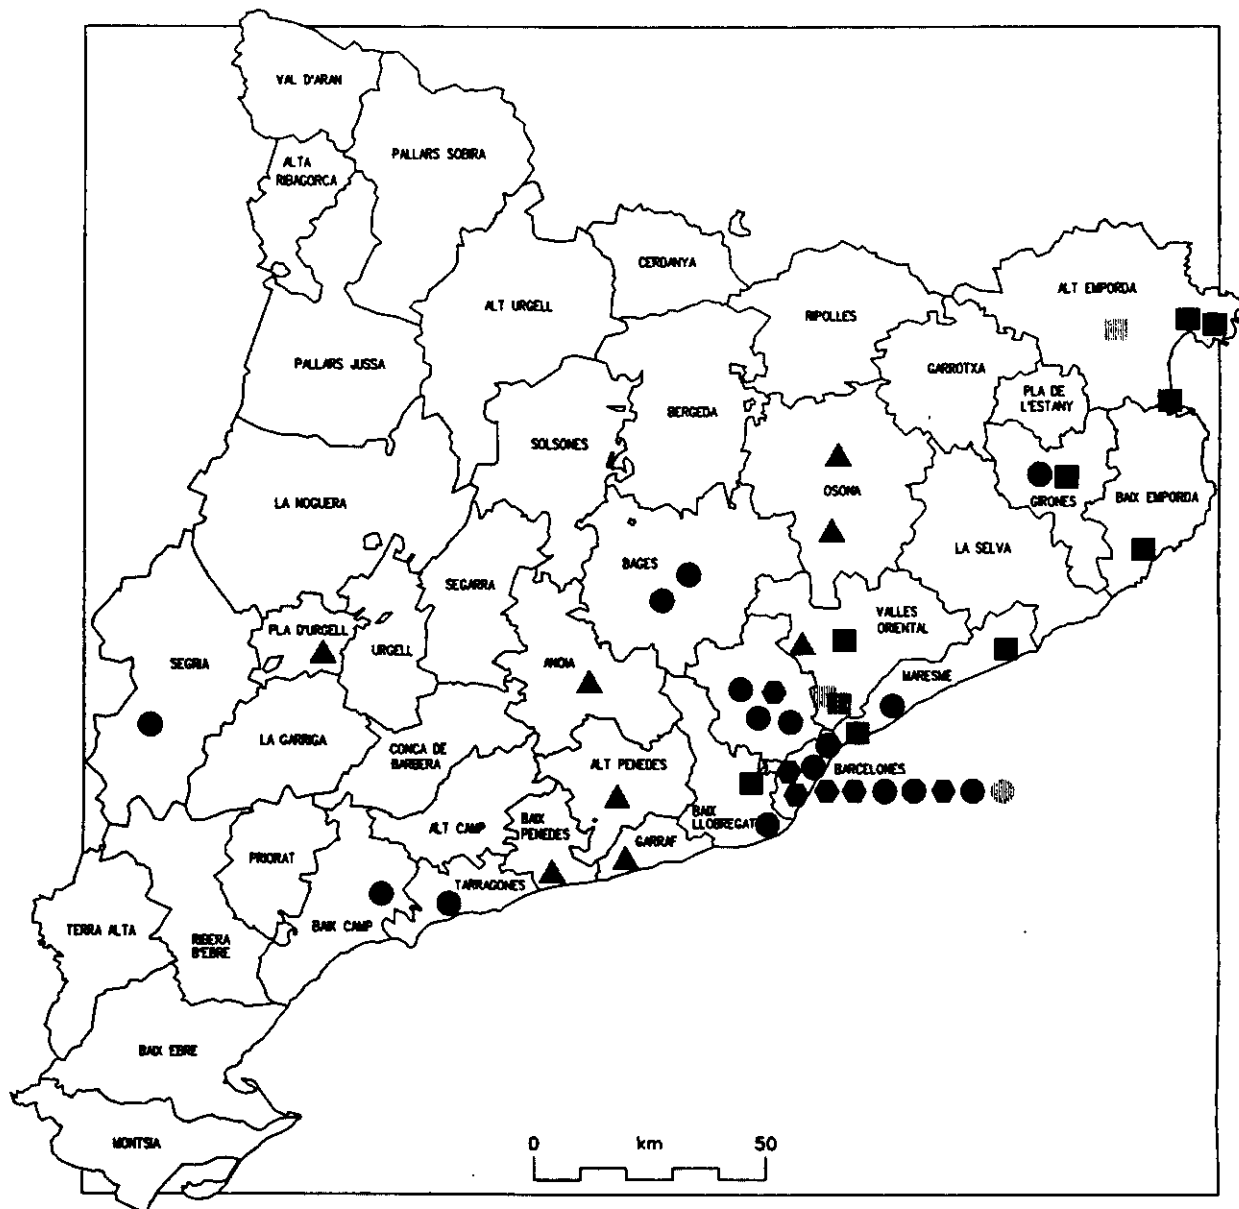 VAL D'ARAN
PALLARS SOBIRA
ALTA
RIBAGORCA
CERDANYA
ALT EMPORDA
ALT URGELL
RIPOLLES
PALLARS JUSSA
GARROTXA
PLA DE
L'ESTANY
BERGEDA
SOLSONES
OSONA
LA NOGUERA
GIRONES
BAIX EMPORDA
LA SELVA
BAGES
SEGARRA
VALLES
ORIENTAL
PLA D'URGELL
URGELL
SEGRIA
ANOIA
MARESME
LA GARRIGA
CONCA DE
BARBERA
ALT PENEDES
BARCELONES
BAIX
LLOBREGAT
ALT CAMP
BAIX
PENEDES
GARRAF
PRIORAT
TARRAGONES
BAIX CAMP
TERRA ALTA
RIBERA
D'EBRE
BAIX EBRE
MONTSIA
0 km 50